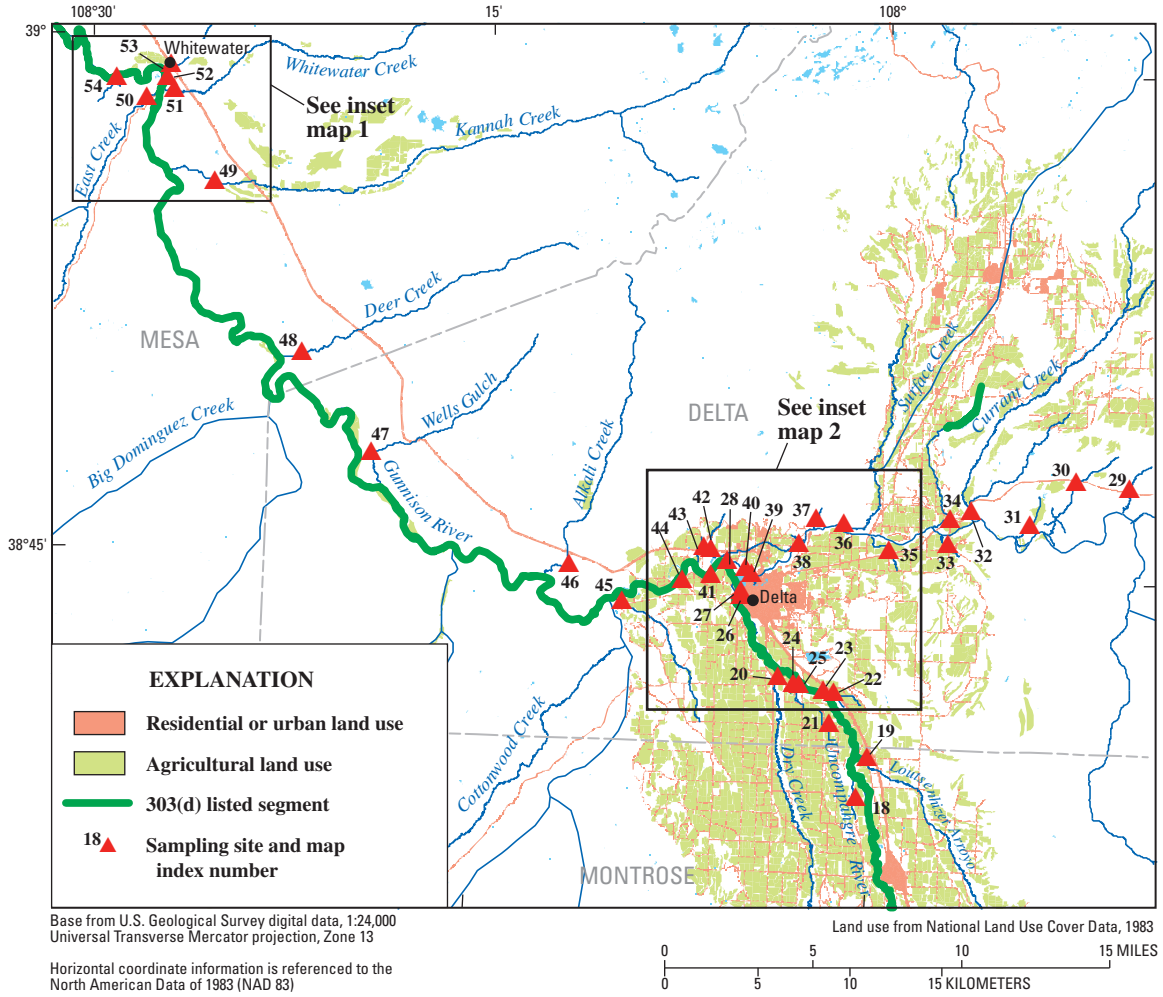 108°30'
15'
108°
39°
53
Whitewater
52
Whitewater Creek
54
50
51
See inset
map 1
Kannah Creek
East Creek
49
Deer Creek
MESA
48
Surface Creek
Currant Creek
Wells Gulch
DELTA
See inset
map 2
Big Dominguez Creek
47
Alkali Creek
Gunnison River
30
29
42
28
40
39
37
34
31
43
44
36
32
38°45'
38
35
33
46
45
41
27
Delta
26
24
25
23
20
22
21
19
Cottonwood Creek
Dry Creek
Uncompahgre
River
Loutsenhizer Arroyo
18
MONTROSE
EXPLANATION
Residential or urban land use
Agricultural land use
303(d) listed segment
18
Sampling site and map
index number
Base from U.S. Geological Survey digital data, 1:24,000
Universal Transverse Mercator projection, Zone 13
Land use from National Land Use Cover Data, 1983
Horizontal coordinate information is referenced to the
North American Data of 1983 (NAD 83)
0 5 10 15 MILES
0 5 10 15 KILOMETERS